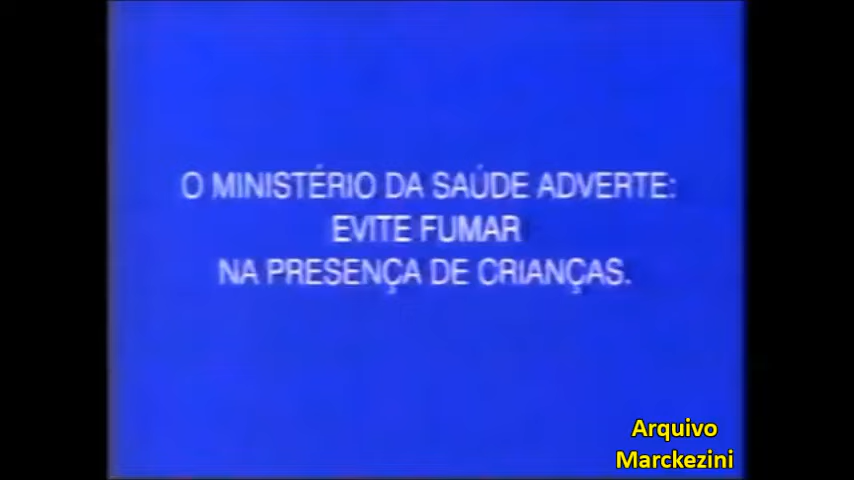 O MINISTÉRIO DA SAÚDE ADVERTE:
EVITE FUMAR
NA PRESENÇA DE CRIANÇAS.
Arquivo
Marckezini